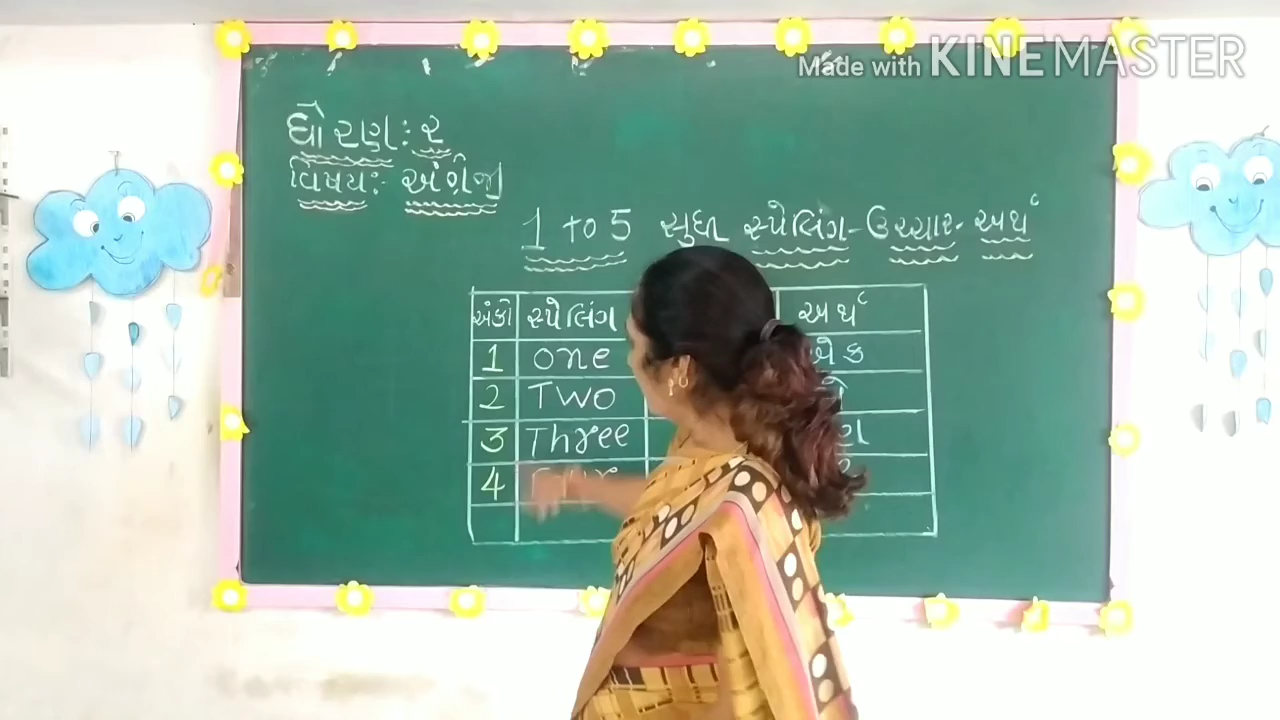 Made with KINEMASTER
ધોરણ : ૨
વિષય:- અંગ્રેજી
1 to 5 સુધી સ્પેલિંગ - ઉચ્ચાર - અર્થ
અંકો સ્પેલિંગ અર્થ
1 one એક
2 Two
3 Three
4